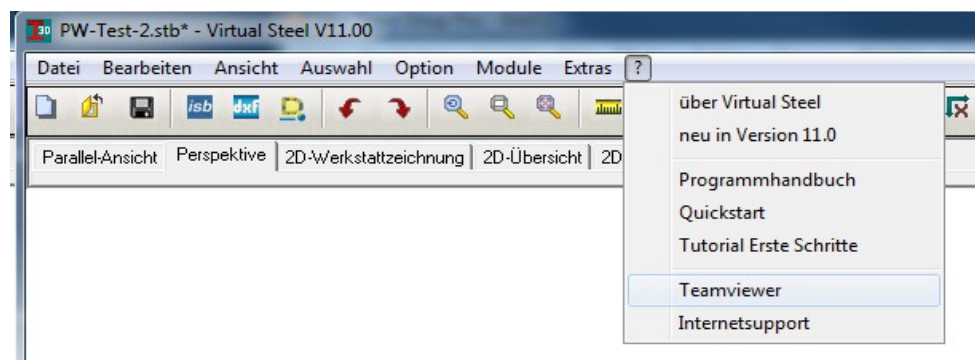 PW-Test-2.stb* - Virtual Steel V11.00
Datei Bearbeiten Ansicht Auswahl Option Module Extras ?
isb dxf
Parallel-Ansicht Perspektive 2D-Werkstattzeichnung 2D-Übersicht 2D
über Virtual Steel
neu in Version 11.0
Programmhandbuch
Quickstart
Tutorial Erste Schritte
Teamviewer
Internetsupport